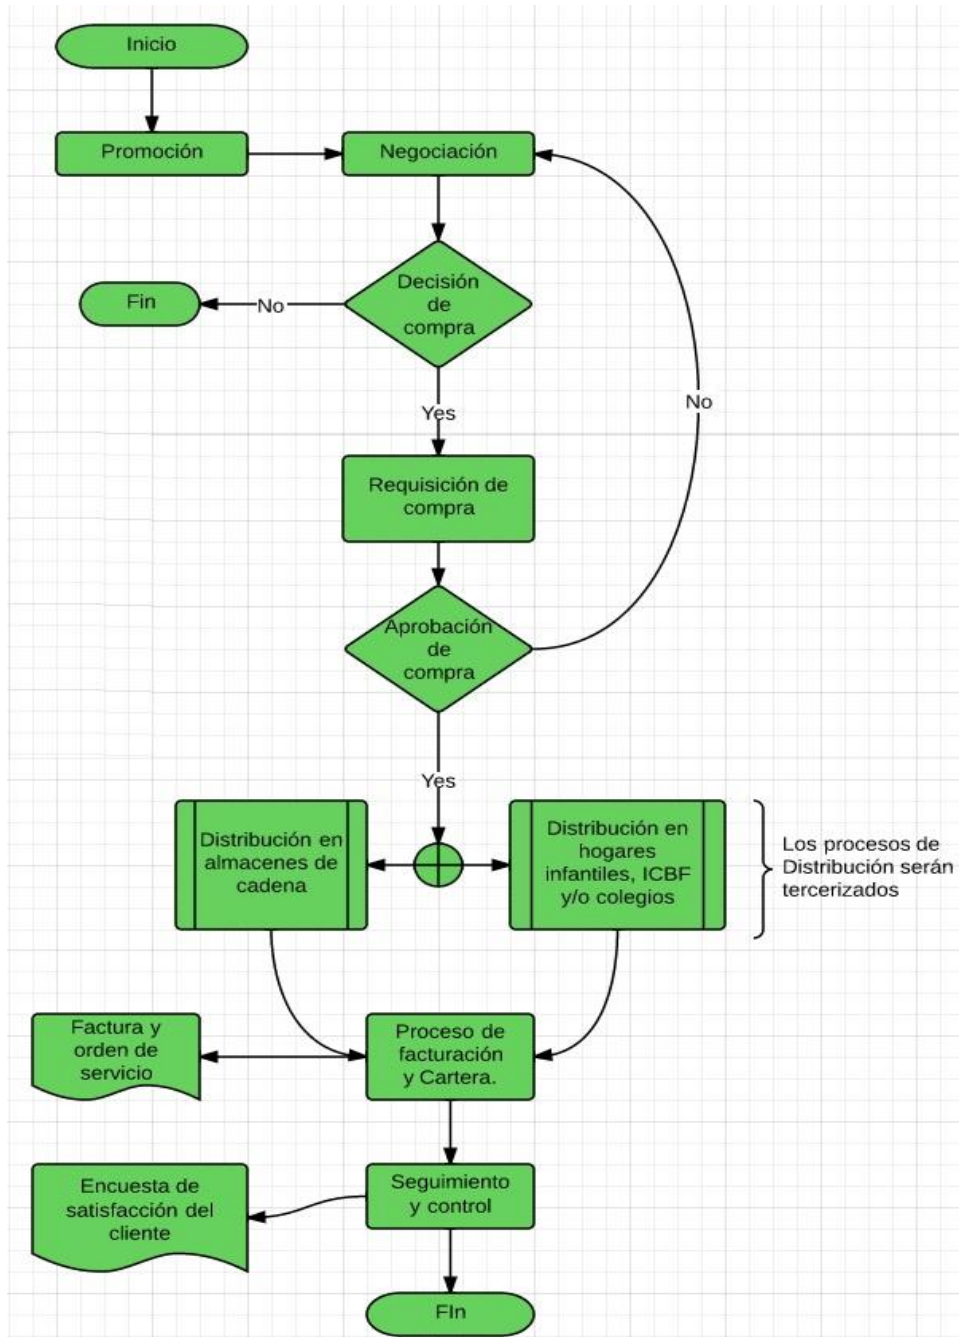 Inicio
Promoción
Negociación
Decisión
de
compra
No
Fin
Yes
No
Requisición de
compra
Aprobación
de
compra
Yes
Distribución en
almacenes de
cadena
Distribución en
hogares
infantiles, ICBF
y/o colegios
Los procesos de
Distribución serán
tercerizados
Factura y
orden de
servicio
Proceso de
facturación
y Cartera.
Encuesta de
satisfacción del
cliente
Seguimiento
y control
FIn